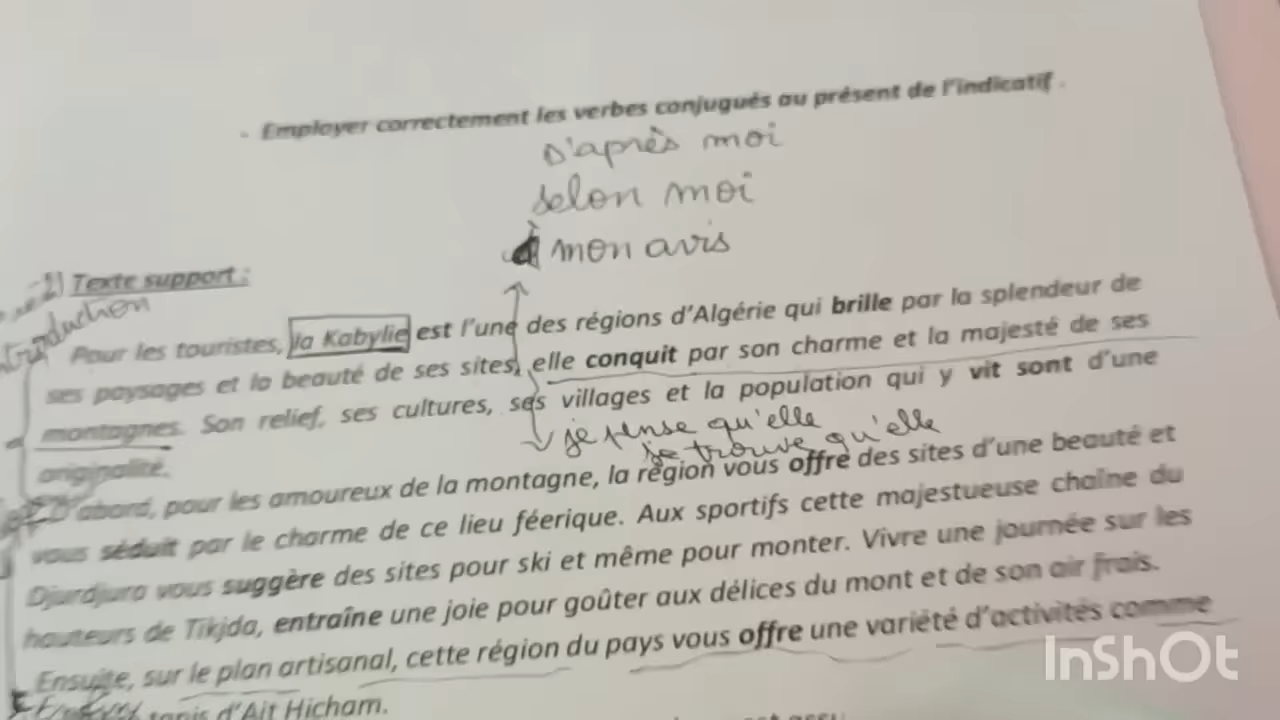 - Employer correctement les verbes conjugués au présent de l'indicatif .
D'après moi
selon moi
à mon avis
2) Texte support :
Introduction
Pour les touristes, la Kabylie est l'une des régions d'Algérie qui brille par la splendeur de
ses paysages et la beauté de ses sites, elle conquit par son charme et la majesté de ses
montagnes. Son relief, ses cultures, ses villages et la population qui y vit sont d'une
originalité.
je pense qu'elle
je trouve qu'elle
D'abord, pour les amoureux de la montagne, la région vous offre des sites d'une beauté et
vous séduit par le charme de ce lieu féerique. Aux sportifs cette majestueuse chaîne du
Djurdjura vous suggère des sites pour ski et même pour monter. Vivre une journée sur les
hauteurs de Tikjda, entraîne une joie pour goûter aux délices du mont et de son air frais.
Ensuite, sur le plan artisanal, cette région du pays vous offre une variété d'activités comme
tapis d'Ait Hicham.
InShOt